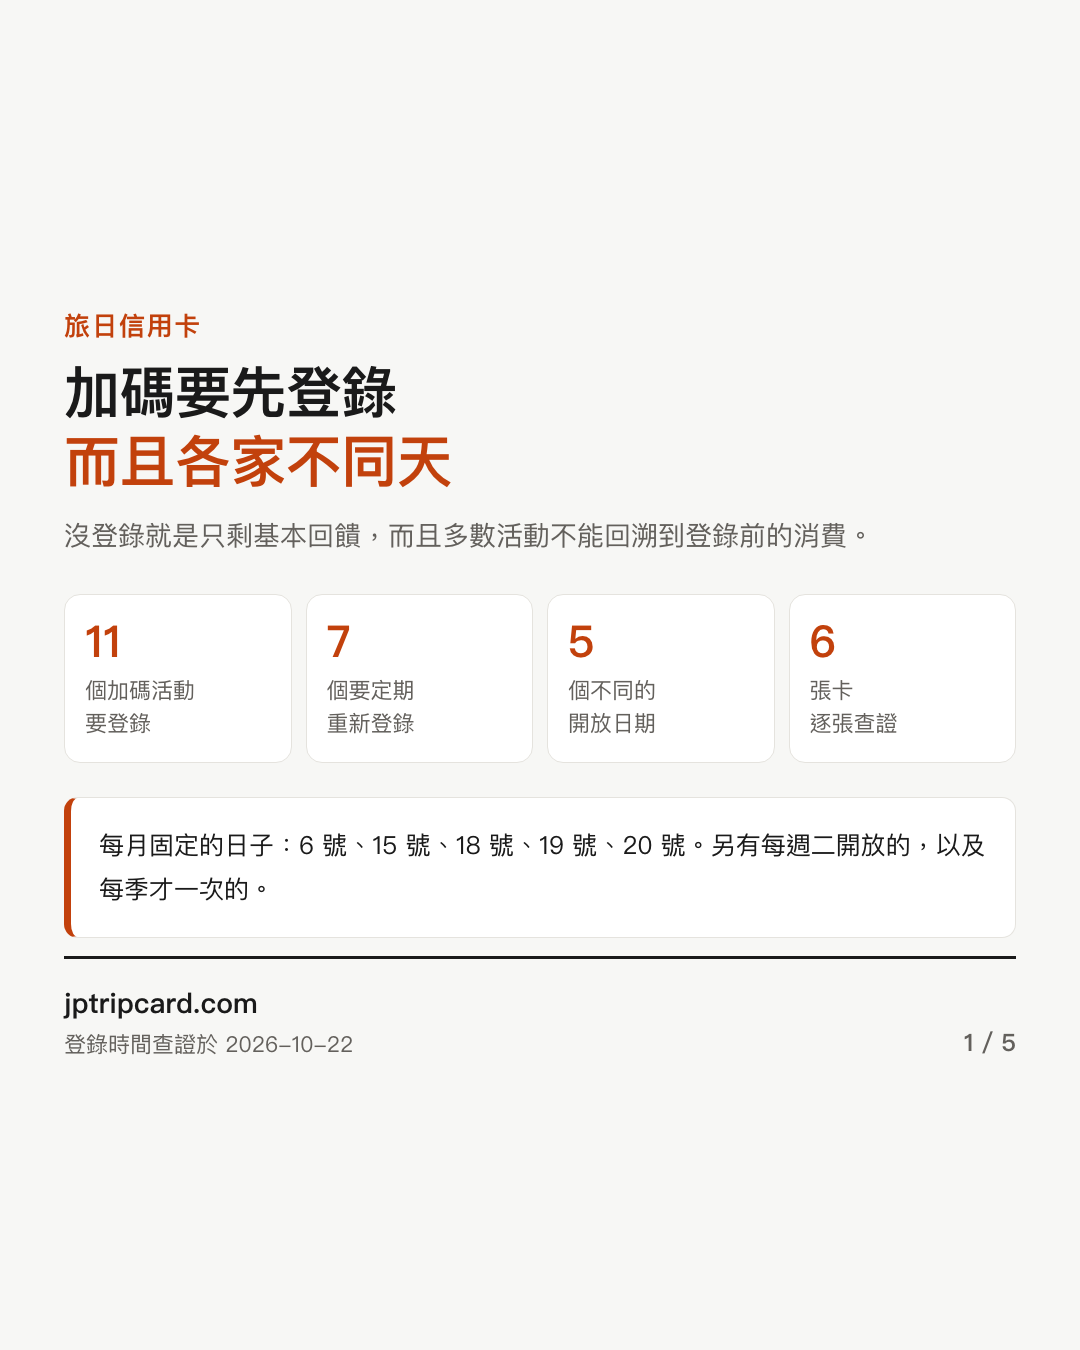 旅日信用卡
加碼要先登錄
而且各家不同天
沒登錄就是只剩基本回饋，而且多數活動不能回溯到登錄前的消費。
11
個加碼活動
要登錄
7
個要定期
重新登錄
5
個不同的
開放日期
6
張卡
逐張查證
每月固定的日子：6 號、15 號、18 號、19 號、20 號。另有每週二開放的，以及
每季才一次的。
jptripcard.com
登錄時間查證於 2026-10-22
1 / 5